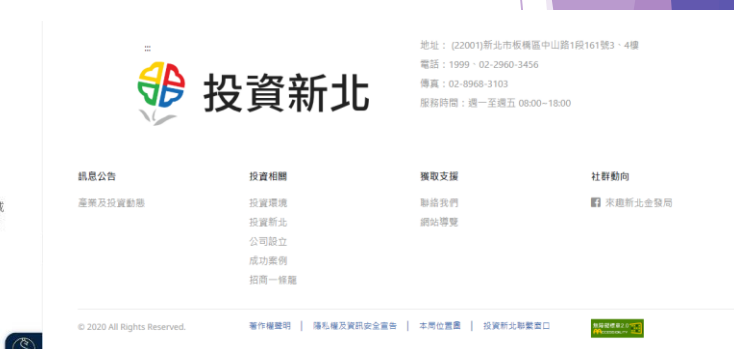 :::
投資新北
地址： (22001)新北市板橋區中山路1段161號3、4樓
電話：1999、02-2960-3456
傳真：02-8968-3103
服務時間：週一至週五 08:00~18:00
訊息公告
產業及投資動態
投資相關
投資環境
投資新北
公司設立
成功案例
招商一條龍
獲取支援
聯絡我們
網站導覽
社群動向
來趣新北金發局
© 2020 All Rights Reserved.
著作權聲明 | 隱私權及資訊安全宣告 | 本局位置圖 | 投資新北聯繫窗口